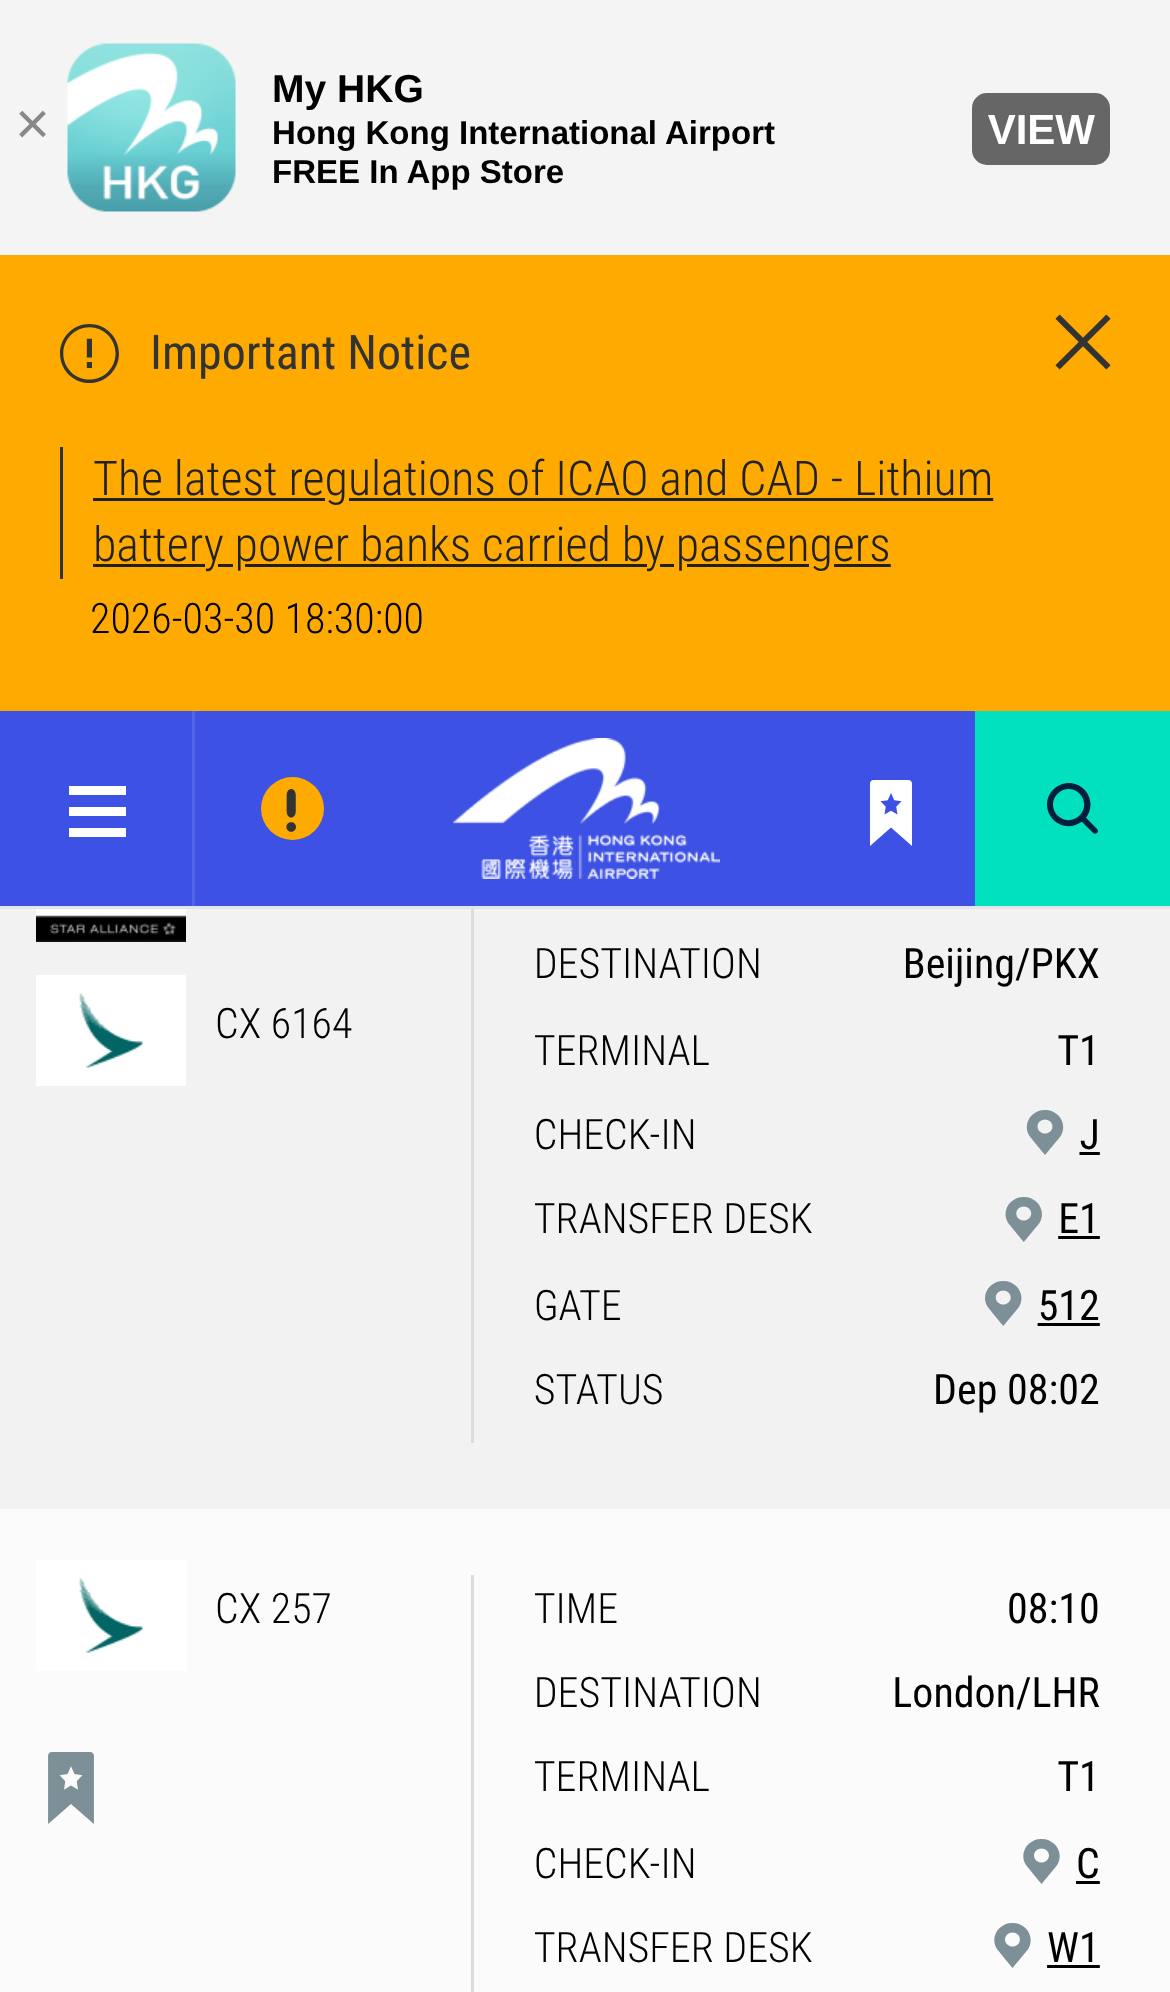 My HKG
Hong Kong International Airport
FREE In App Store
VIEW
HKG
Important Notice
The latest regulations of ICAO and CAD - Lithium
battery power banks carried by passengers
2026-03-30 18:30:00
香港
國際機場
HONG KONG
INTERNATIONAL
AIRPORT
STAR ALLIANCE
DESTINATION Beijing/PKX
CX 6164
TERMINAL T1
CHECK-IN J
TRANSFER DESK E1
GATE 512
STATUS Dep 08:02
CX 257
TIME 08:10
DESTINATION London/LHR
TERMINAL T1
CHECK-IN C
TRANSFER DESK W1